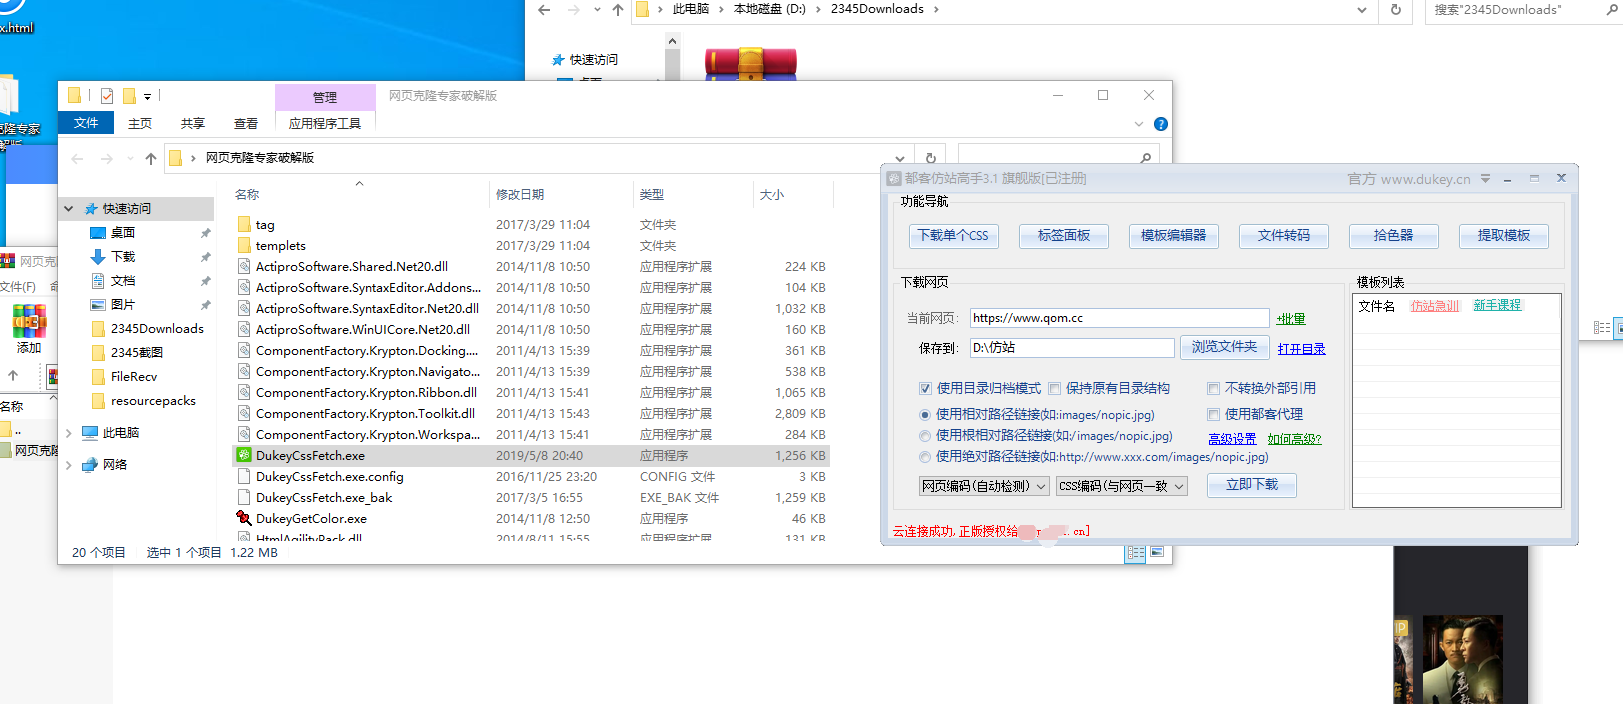 x.html
克隆专家
此电脑 › 本地磁盘 (D:) › 2345Downloads ›
搜索"2345Downloads"
快速访问
管理
网页克隆专家破解版
文件 主页 共享 查看 应用程序工具
网页克隆专家破解版
名称 修改日期 类型 大小
快速访问
桌面
下载
文档
图片
2345Downloads
2345截图
FileRecv
resourcepacks
此电脑
网络
tag 2017/3/29 11:04 文件夹
templets 2017/3/29 11:04 文件夹
ActiproSoftware.Shared.Net20.dll 2014/11/8 10:50 应用程序扩展 224 KB
ActiproSoftware.SyntaxEditor.Addons... 2014/11/8 10:50 应用程序扩展 104 KB
ActiproSoftware.SyntaxEditor.Net20.dll 2014/11/8 10:50 应用程序扩展 1,032 KB
ActiproSoftware.WinUICore.Net20.dll 2014/11/8 10:50 应用程序扩展 160 KB
ComponentFactory.Krypton.Docking.... 2011/4/13 15:39 应用程序扩展 361 KB
ComponentFactory.Krypton.Navigato... 2011/4/13 15:39 应用程序扩展 538 KB
ComponentFactory.Krypton.Ribbon.dll 2011/4/13 15:41 应用程序扩展 1,065 KB
ComponentFactory.Krypton.Toolkit.dll 2011/4/13 15:43 应用程序扩展 2,809 KB
ComponentFactory.Krypton.Workspa... 2011/4/13 15:41 应用程序扩展 284 KB
DukeyCssFetch.exe 2019/5/8 20:40 应用程序 1,256 KB
DukeyCssFetch.exe.config 2016/11/25 23:20 CONFIG 文件 3 KB
DukeyCssFetch.exe_bak 2017/3/5 16:55 EXE_BAK 文件 1,259 KB
DukeyGetColor.exe 2014/11/8 12:50 应用程序 46 KB
HtmlAgilityPack.dll 2014/8/11 15:55 应用程序扩展 131 KB
20 个项目 选中 1 个项目 1.22 MB
网页克
文件(F)
添加
名称
..
网页克隆
都客仿站高手3.1 旗舰版[已注册] 官方 www.dukey.cn
功能导航
下载单个CSS 标签面板 模板编辑器 文件转码 拾色器 提取模板
下载网页
当前网页: https://www.qom.cc +批量
保存到: D:\仿站 浏览文件夹 打开目录
使用目录归档模式 保持原有目录结构 不转换外部引用
使用相对路径链接(如:images/nopic.jpg) 使用都客代理
使用根相对路径链接(如:/images/nopic.jpg) 高级设置 如何高级?
使用绝对路径链接(如:http://www.xxx.com/images/nopic.jpg)
网页编码(自动检测) CSS编码(与网页一致 立即下载
模板列表
文件名 仿站急训 新手课程
云连接成功,正版授权给 .cn]